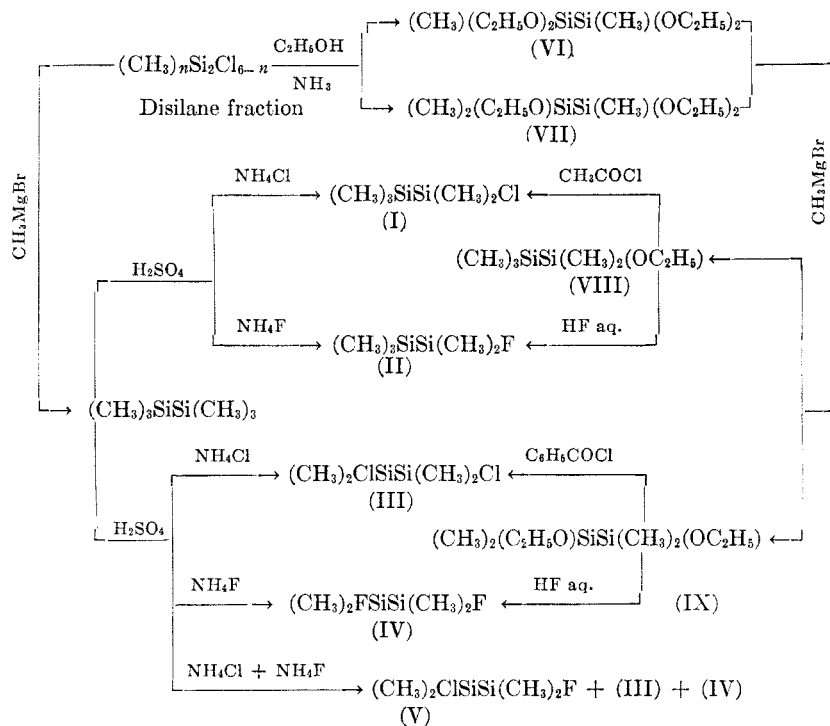 (CH₃)(C₂H₅O)₂SiSi(CH₃)(OC₂H₅)₂
C₂H₅OH
(VI)
(CH₃)ₙSi₂Cl₆₋ₙ
NH₃
Disilane fraction
(CH₃)₂(C₂H₅O)SiSi(CH₃)(OC₂H₅)₂
(VII)
CH₃MgBr
CH₃MgBr
NH₄Cl
CH₃COCl
(CH₃)₃SiSi(CH₃)₂Cl
(I)
H₂SO₄
(CH₃)₃SiSi(CH₃)₂(OC₂H₅)
(VIII)
NH₄F
HF aq.
(CH₃)₃SiSi(CH₃)₂F
(II)
(CH₃)₃SiSi(CH₃)₃
NH₄Cl
C₆H₅COCl
(CH₃)₂ClSiSi(CH₃)₂Cl
(III)
H₂SO₄
(CH₃)₂(C₂H₅O)SiSi(CH₃)₂(OC₂H₅)
NH₄F
HF aq.
(CH₃)₂FSiSi(CH₃)₂F
(IX)
(IV)
NH₄Cl + NH₄F
(CH₃)₂ClSiSi(CH₃)₂F + (III) + (IV)
(V)